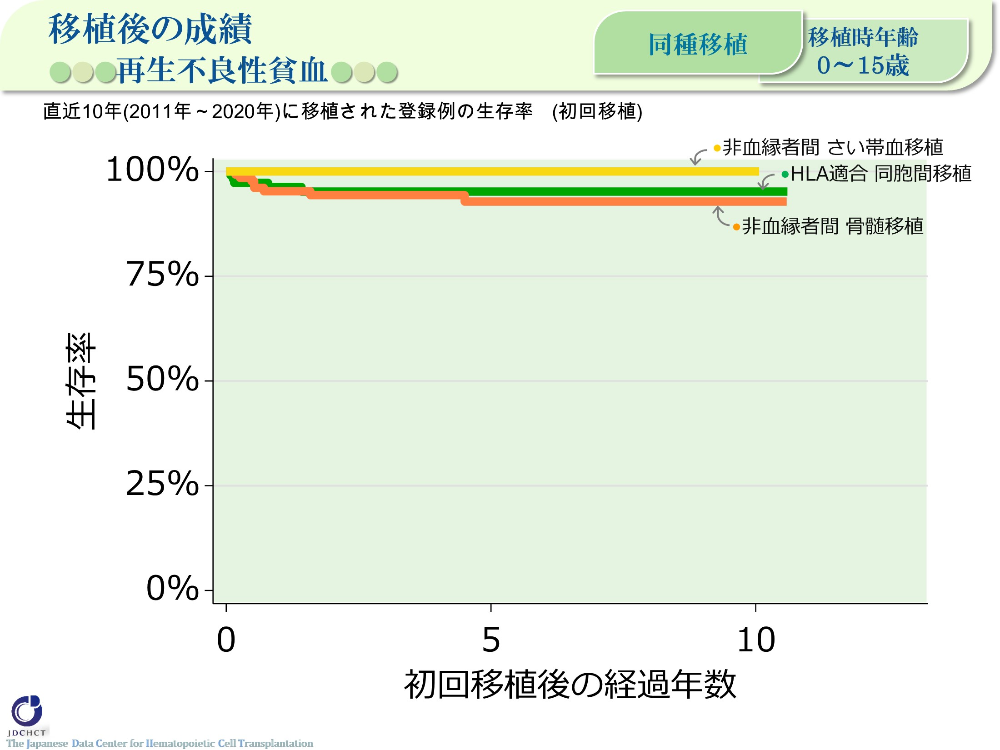 移植後の成績
再生不良性貧血
同種移植
移植時年齢
0～15歳
直近10年(2011年～2020年)に移植された登録例の生存率　(初回移植)
非血縁者間 さい帯血移植
HLA適合 同胞間移植
非血縁者間 骨髄移植
100%
75%
50%
25%
0%
生存率
0 5 10
初回移植後の経過年数
JDCHCT
The Japanese Data Center for Hematopoietic Cell Transplantation